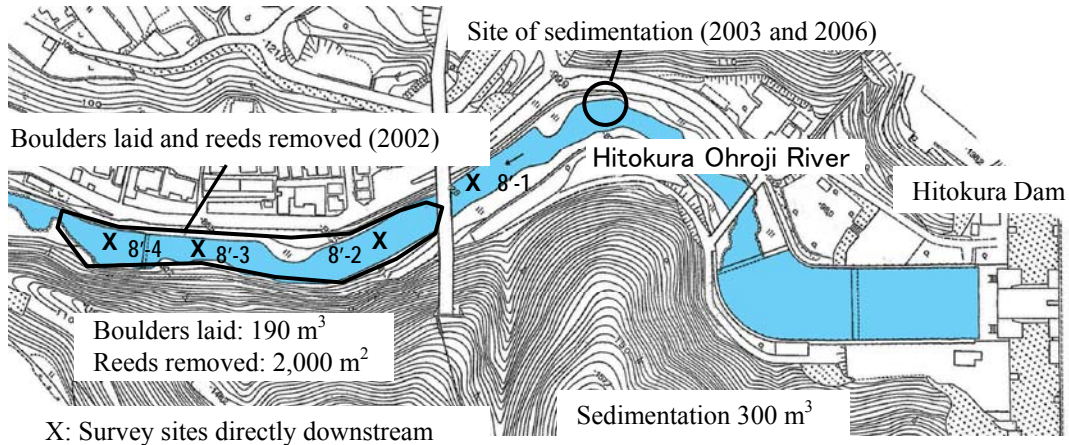 Site of sedimentation (2003 and 2006)
Boulders laid and reeds removed (2002)
Hitokura Ohroji River
Hitokura Dam
X 8'-1
X 8'-4
X 8'-3
8'-2 X
Boulders laid: 190 m³
Reeds removed: 2,000 m²
Sedimentation 300 m³
X: Survey sites directly downstream